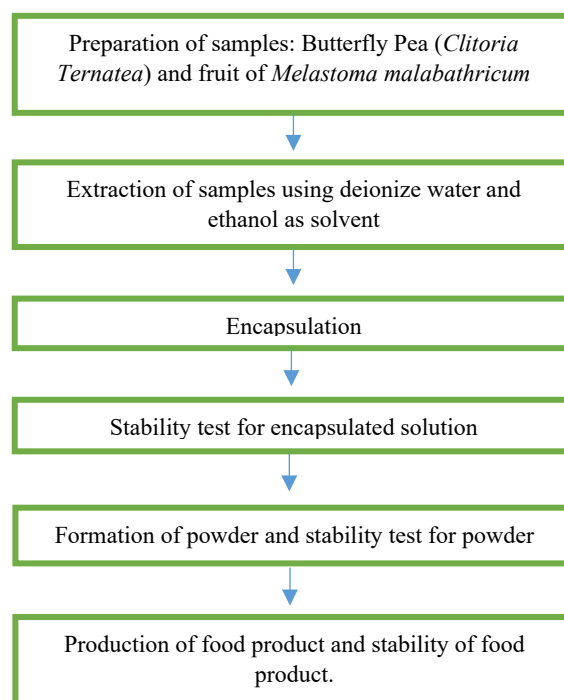 Preparation of samples: Butterfly Pea (Clitoria
Ternatea) and fruit of Melastoma malabathricum
Extraction of samples using deionize water and
ethanol as solvent
Encapsulation
Stability test for encapsulated solution
Formation of powder and stability test for powder
Production of food product and stability of food
product.